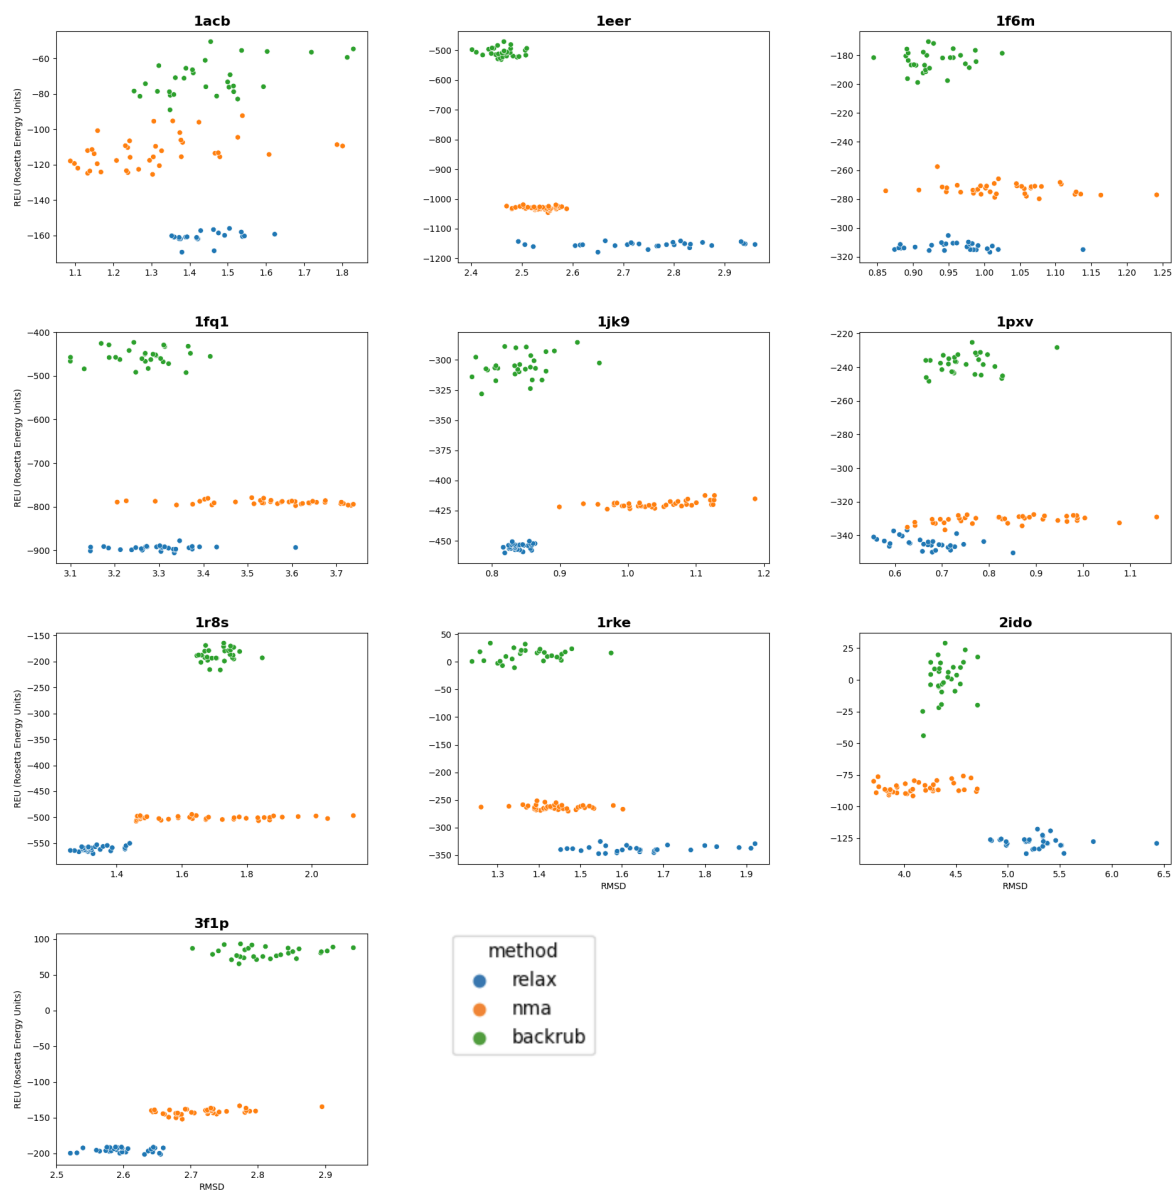 1acb
1eer
1f6m
REU (Rosetta Energy Units)
−60
−80
−100
−120
−140
−160
1.1 1.2 1.3 1.4 1.5 1.6 1.7 1.8
−500
−600
−700
−800
−900
−1000
−1100
−1200
2.4 2.5 2.6 2.7 2.8 2.9
−180
−200
−220
−240
−260
−280
−300
−320
0.85 0.90 0.95 1.00 1.05 1.10 1.15 1.20 1.25
1fq1
1jk9
1pxv
REU (Rosetta Energy Units)
−400
−500
−600
−700
−800
−900
3.1 3.2 3.3 3.4 3.5 3.6 3.7
−300
−325
−350
−375
−400
−425
−450
0.8 0.9 1.0 1.1 1.2
−220
−240
−260
−280
−300
−320
−340
0.6 0.7 0.8 0.9 1.0 1.1
1r8s
1rke
2ido
REU (Rosetta Energy Units)
−150
−200
−250
−300
−350
−400
−450
−500
−550
1.4 1.6 1.8 2.0
50
0
−50
−100
−150
−200
−250
−300
−350
1.3 1.4 1.5 1.6 1.7 1.8 1.9
RMSD
25
0
−25
−50
−75
−100
−125
4.0 4.5 5.0 5.5 6.0 6.5
RMSD
3f1p
REU (Rosetta Energy Units)
100
50
0
−50
−100
−150
−200
2.5 2.6 2.7 2.8 2.9
RMSD
method
relax
nma
backrub